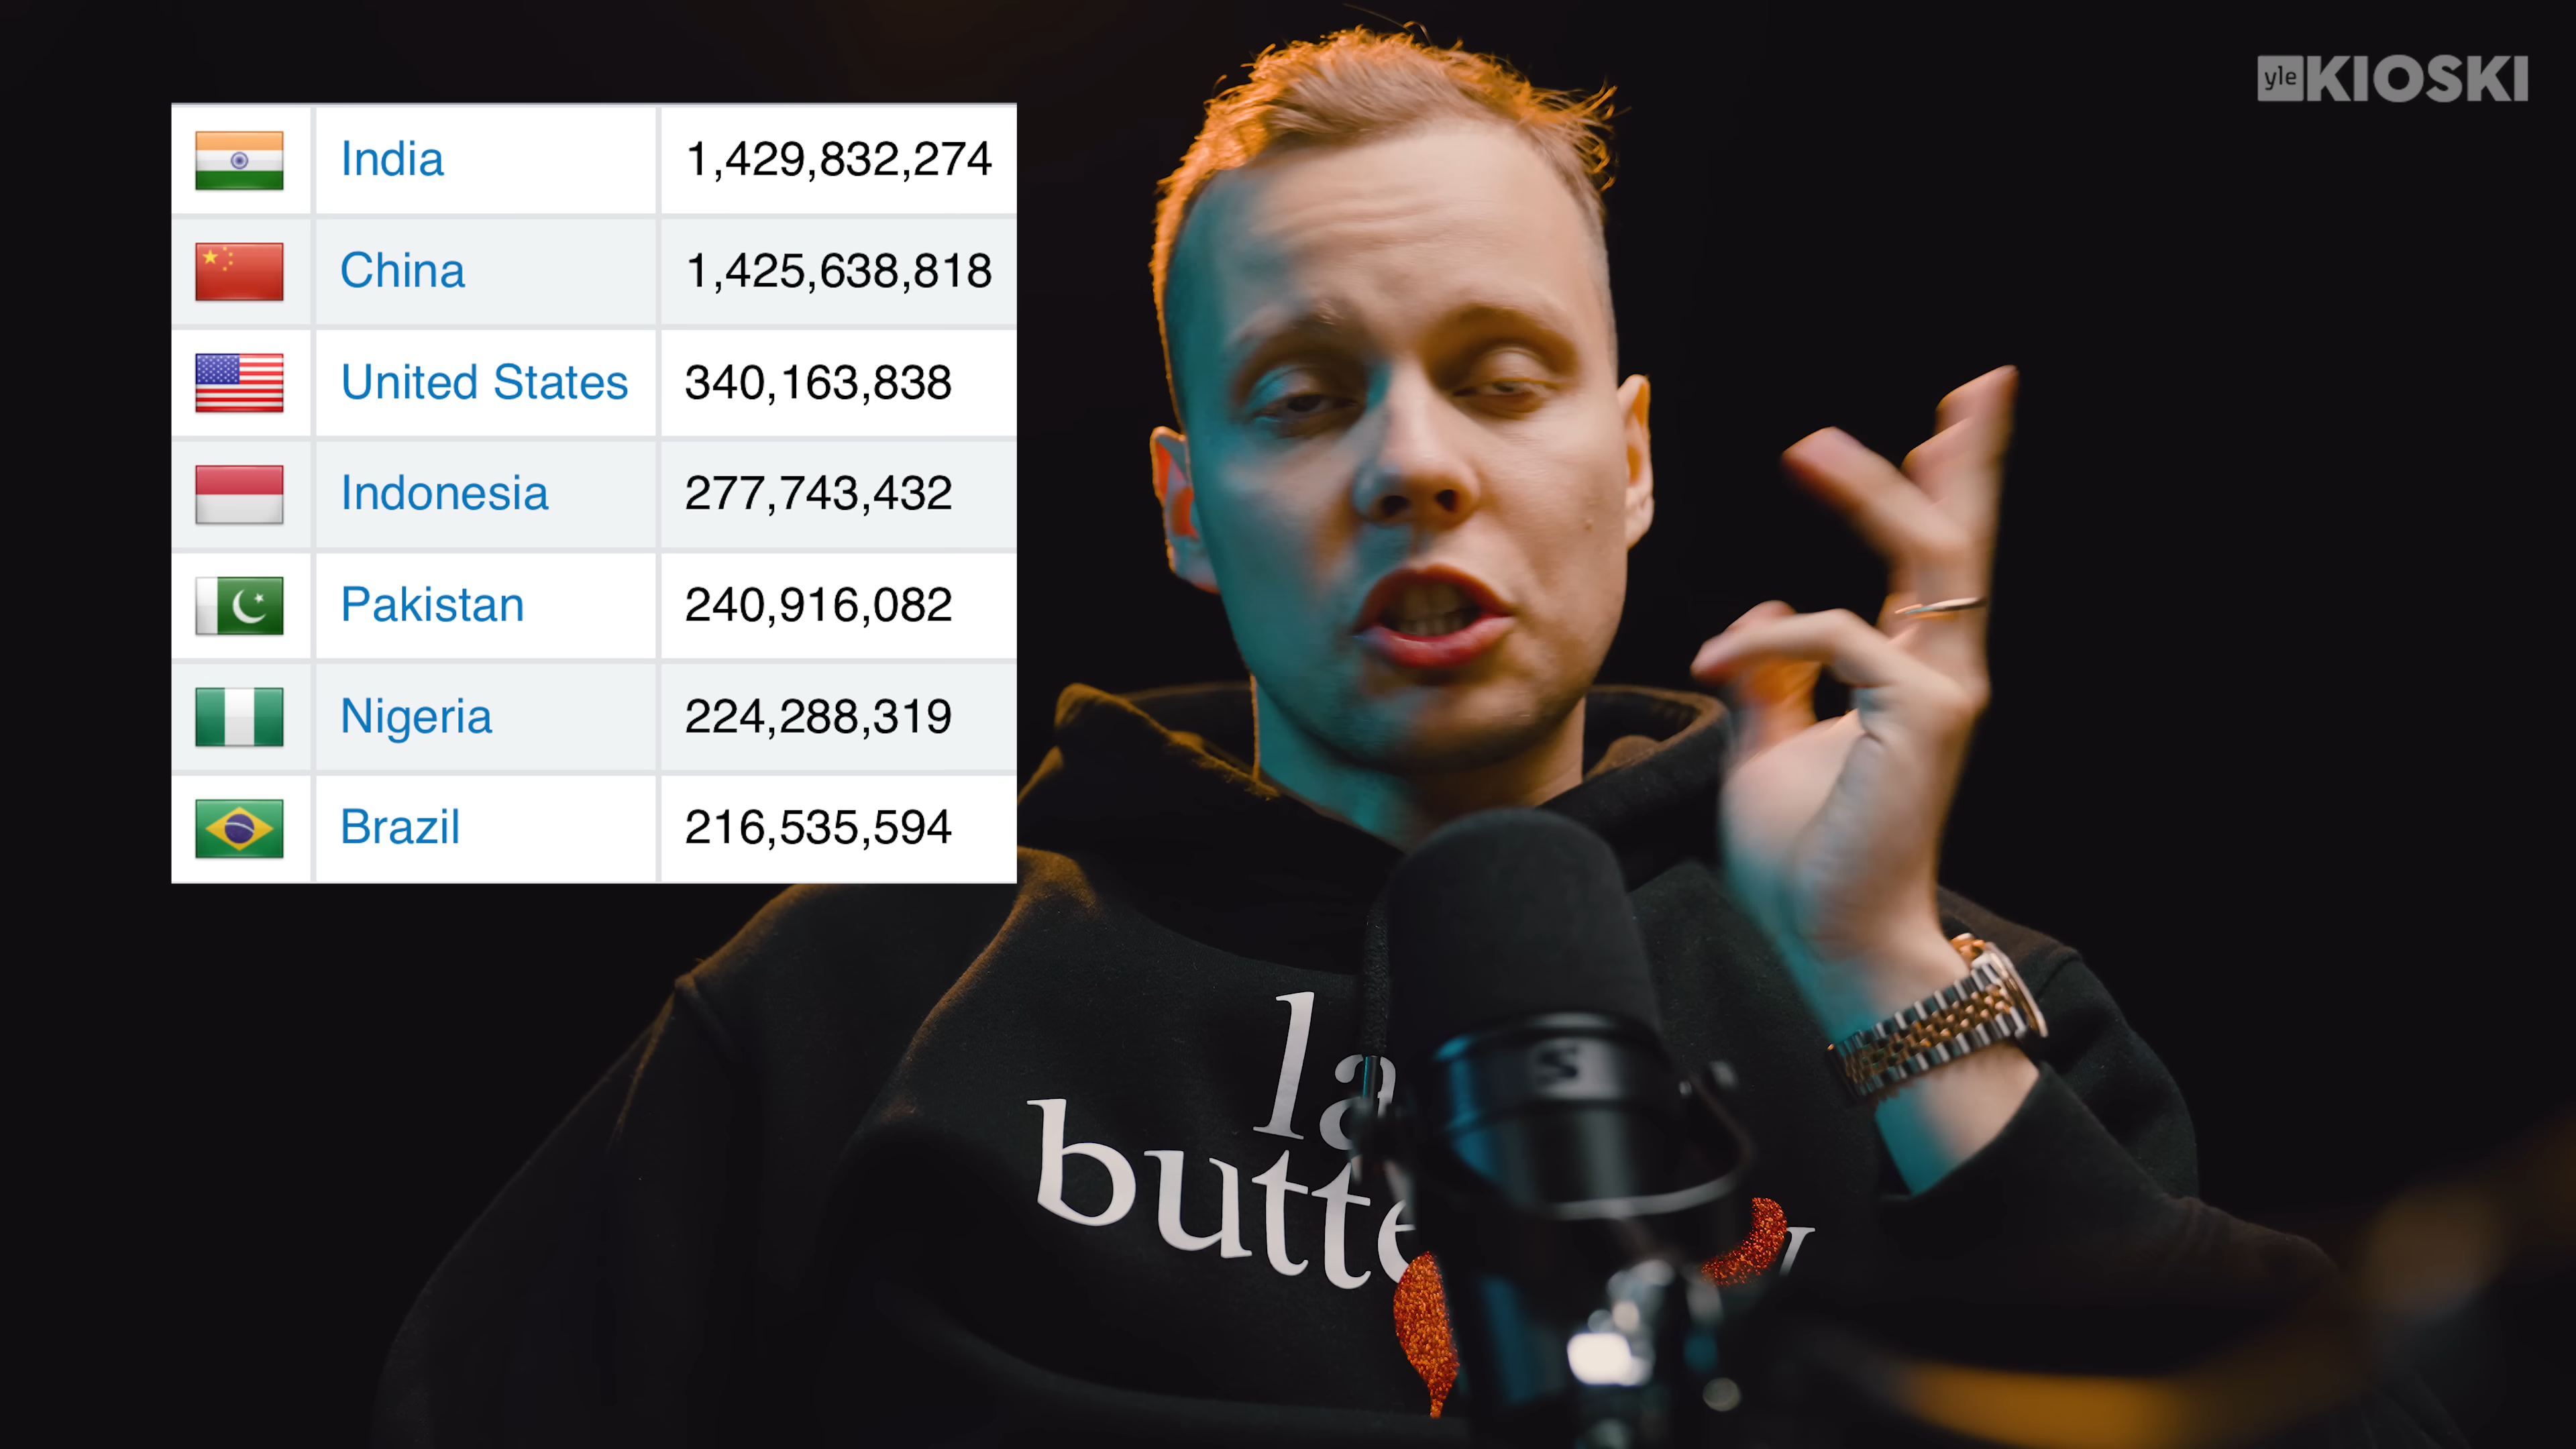 yle KIOSKI
India 1,429,832,274
China 1,425,638,818
United States 340,163,838
Indonesia 277,743,432
Pakistan 240,916,082
Nigeria 224,288,319
Brazil 216,535,594
S